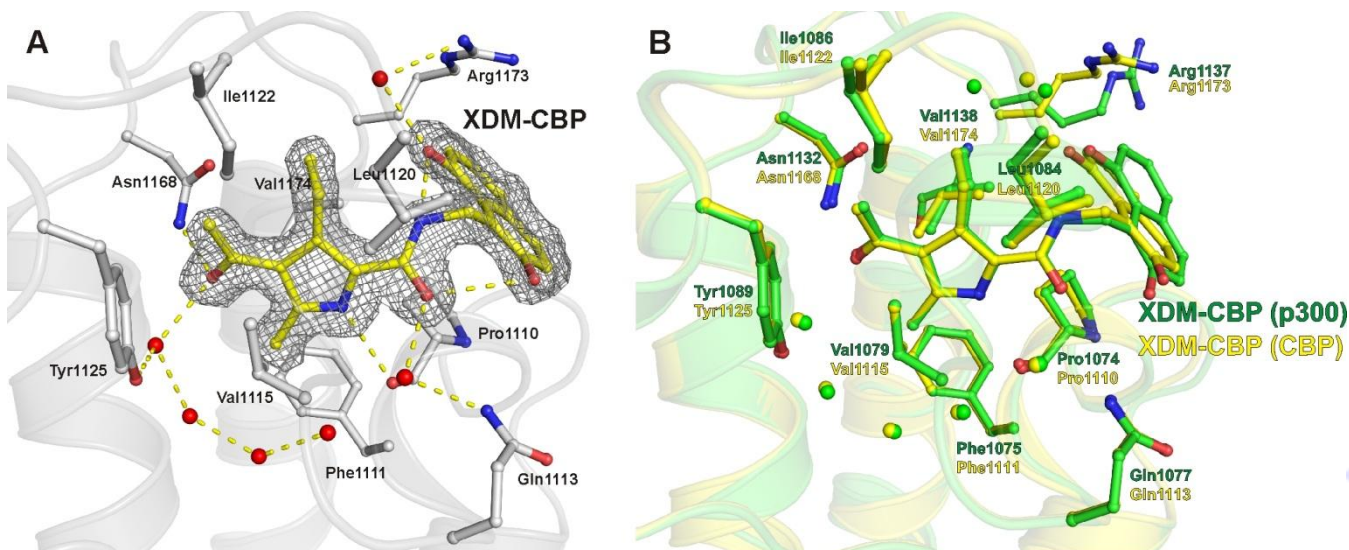 A
Ile1122
Arg1173
XDM-CBP
Asn1168
Val1174
Leu1120
Tyr1125
Val1115
Pro1110
Phe1111
Gln1113
B
Ile1086
Ile1122
Arg1137
Arg1173
Val1138
Val1174
Asn1132
Asn1168
Leu1084
Leu1120
Tyr1089
Tyr1125
XDM-CBP (p300)
XDM-CBP (CBP)
Val1079
Val1115
Pro1074
Pro1110
Phe1075
Phe1111
Gln1077
Gln1113